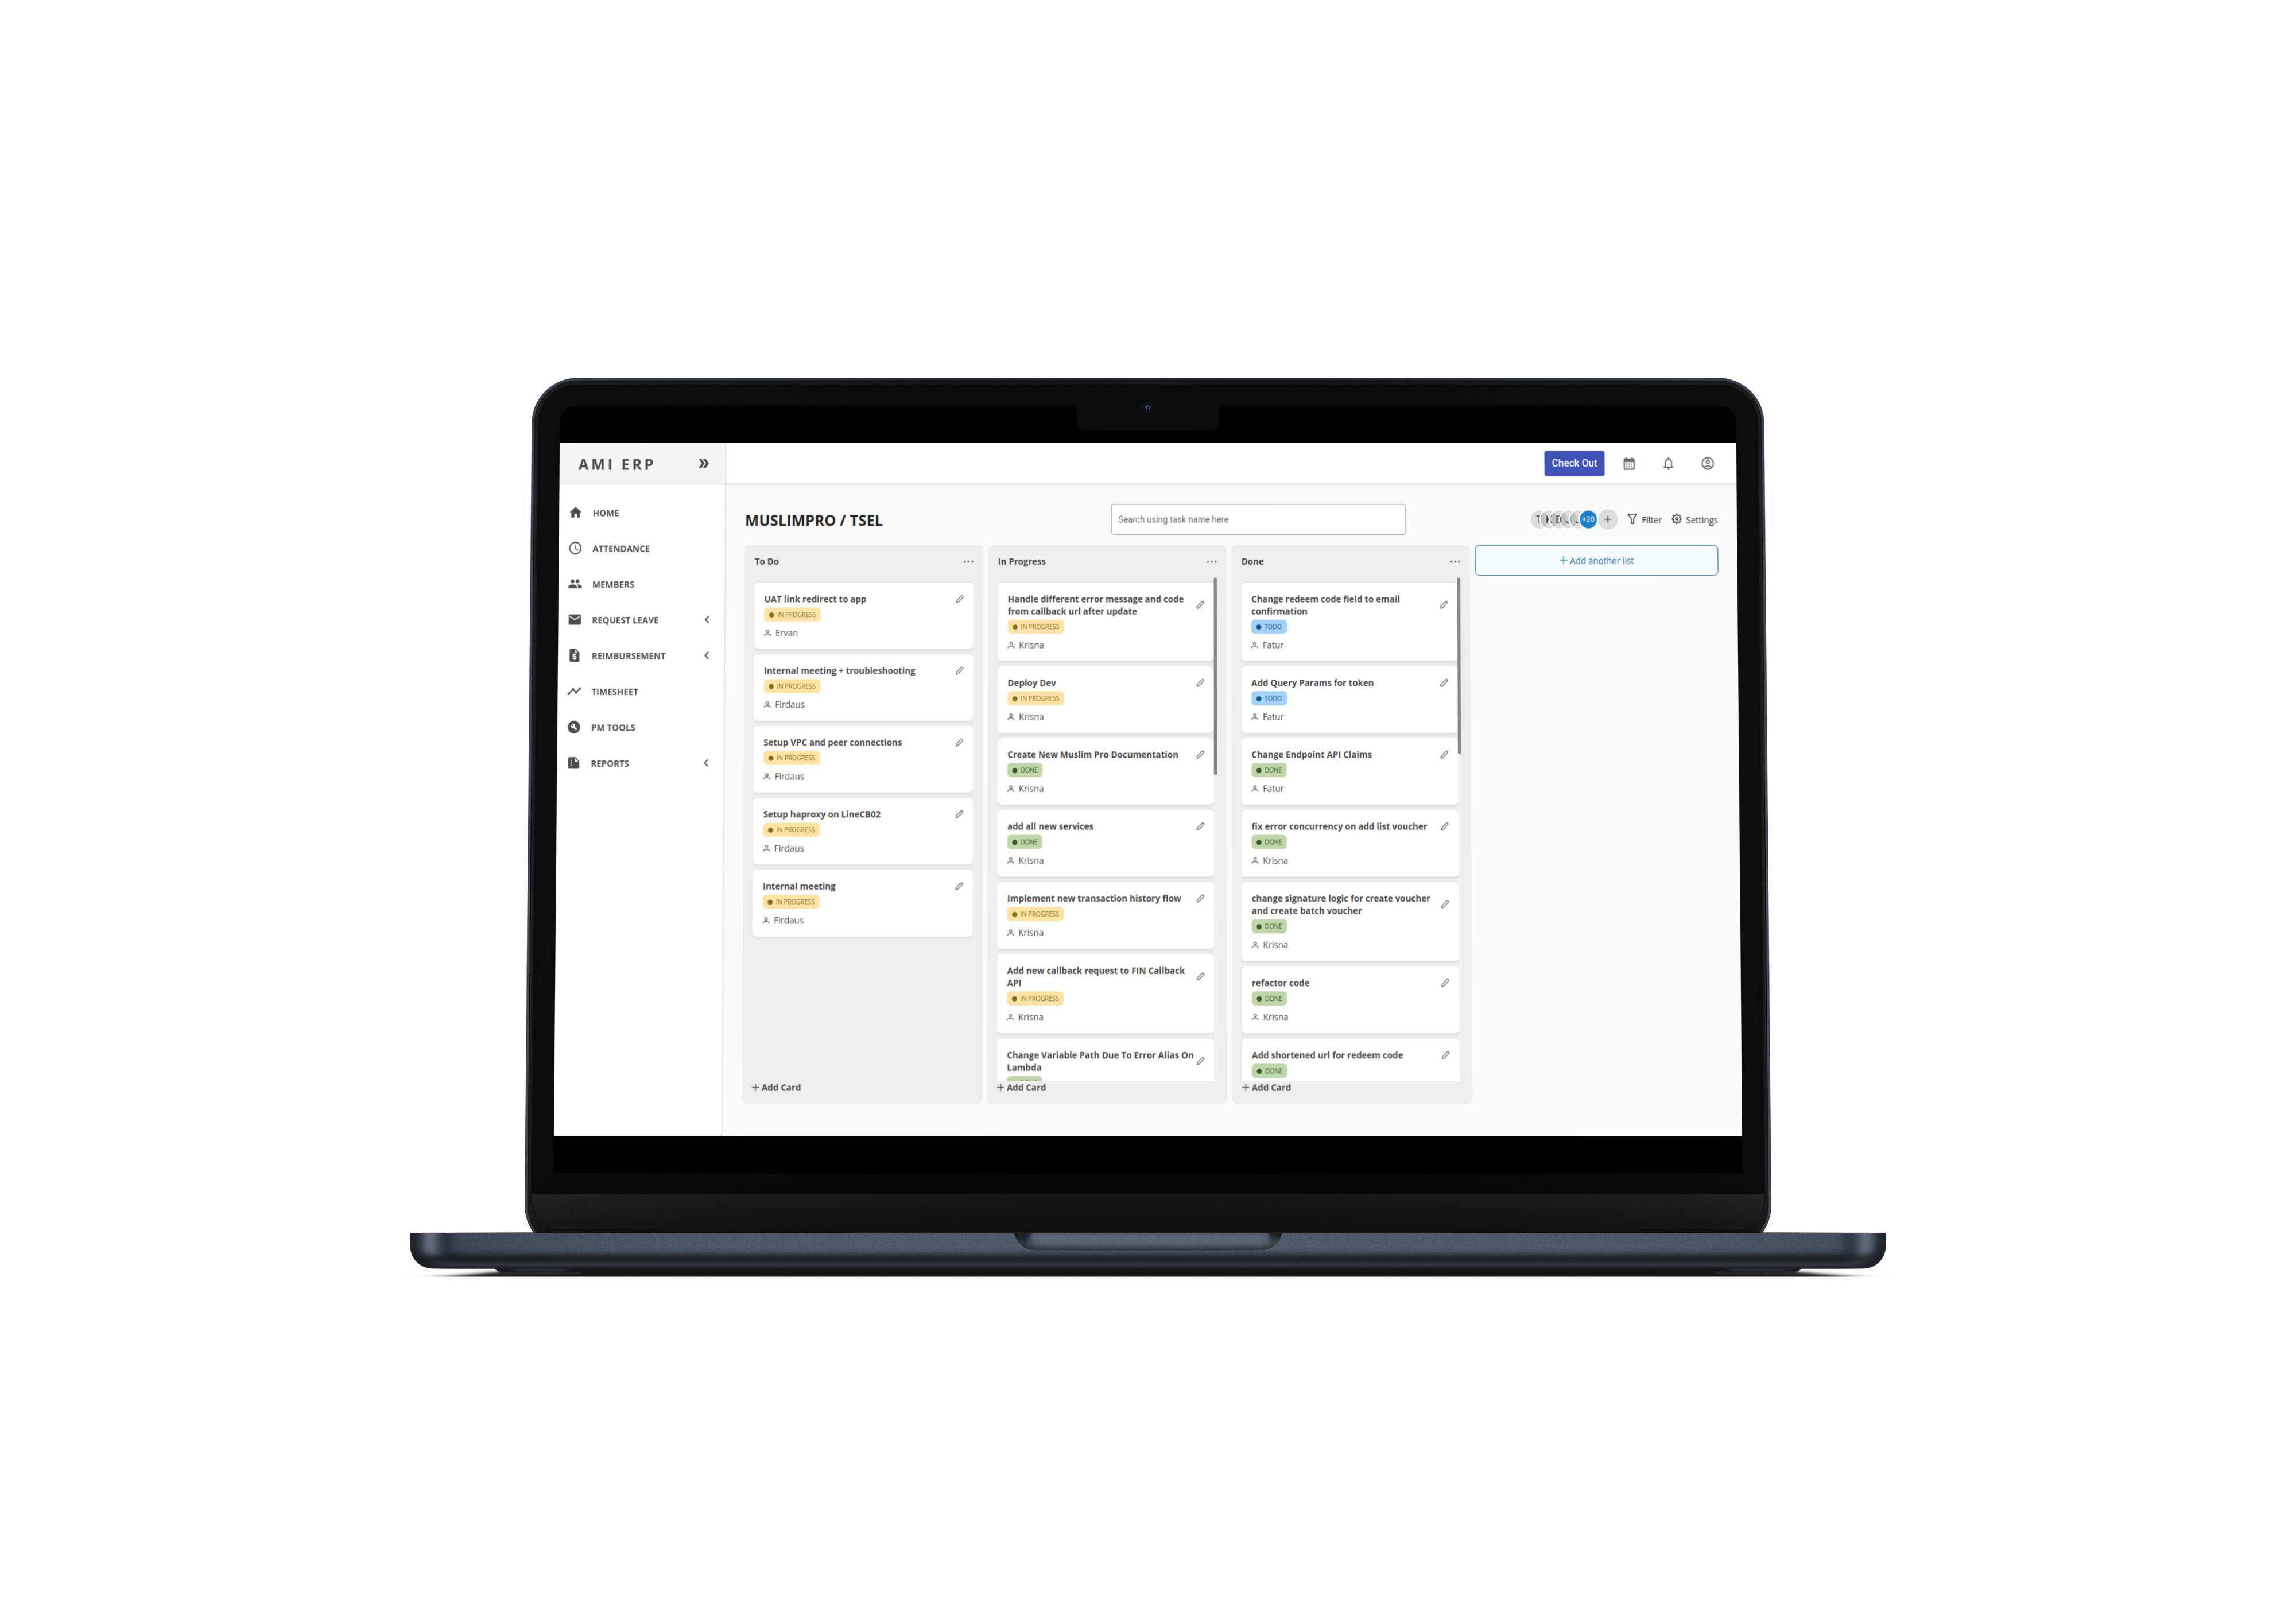 AMI ERP
Check Out
HOME
ATTENDANCE
MEMBERS
REQUEST LEAVE
REIMBURSEMENT
TIMESHEET
PM TOOLS
REPORTS
MUSLIMPRO / TSEL
Search using task name here
+20
+
Filter
Settings
To Do
UAT link redirect to app
IN PROGRESS
Ervan
Internal meeting + troubleshooting
IN PROGRESS
Firdaus
Setup VPC and peer connections
IN PROGRESS
Firdaus
Setup haproxy on LineCB02
IN PROGRESS
Firdaus
Internal meeting
IN PROGRESS
Firdaus
+ Add Card
In Progress
Handle different error message and code
from callback url after update
IN PROGRESS
Krisna
Deploy Dev
IN PROGRESS
Krisna
Create New Muslim Pro Documentation
DONE
Krisna
add all new services
DONE
Krisna
Implement new transaction history flow
IN PROGRESS
Krisna
Add new callback request to FIN Callback
API
IN PROGRESS
Krisna
Change Variable Path Due To Error Alias On
Lambda
+ Add Card
Done
Change redeem code field to email
confirmation
TODO
Fatur
Add Query Params for token
TODO
Fatur
Change Endpoint API Claims
DONE
Fatur
fix error concurrency on add list voucher
DONE
Krisna
change signature logic for create voucher
and create batch voucher
DONE
Krisna
refactor code
DONE
Krisna
Add shortened url for redeem code
DONE
+ Add Card
+ Add another list